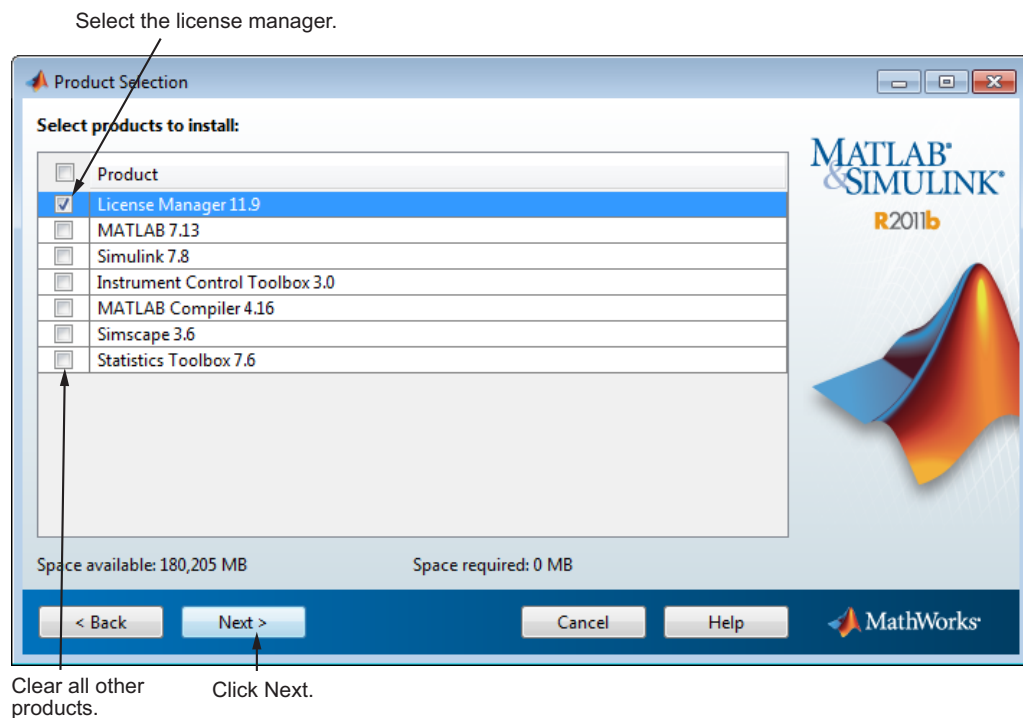 Select the license manager.
Product Selection
Select products to install:
Product
License Manager 11.9
MATLAB 7.13
Simulink 7.8
Instrument Control Toolbox 3.0
MATLAB Compiler 4.16
Simscape 3.6
Statistics Toolbox 7.6
MATLAB®
&SIMULINK®
R2011b
Space available: 180,205 MB
Space required: 0 MB
< Back
Next >
Cancel
Help
MathWorks®
Clear all other
products.
Click Next.